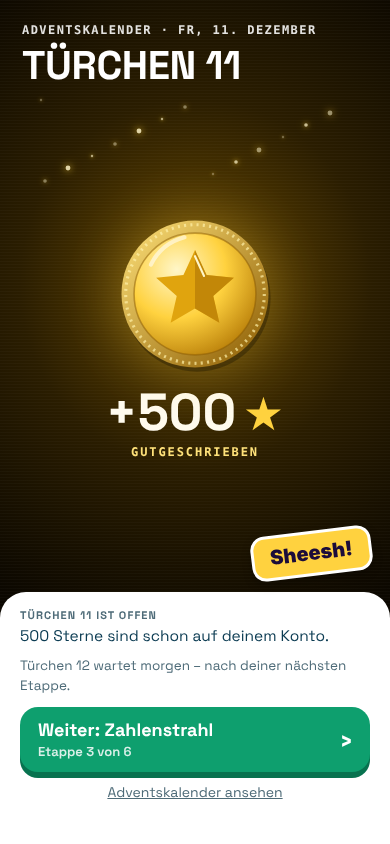 ADVENTSKALENDER · FR, 11. DEZEMBER
TÜRCHEN 11
+500 ★
GUTGESCHRIEBEN
Sheesh!
TÜRCHEN 11 IST OFFEN
500 Sterne sind schon auf deinem Konto.
Türchen 12 wartet morgen – nach deiner nächsten
Etappe.
Weiter: Zahlenstrahl
Etappe 3 von 6
>
Adventskalender ansehen